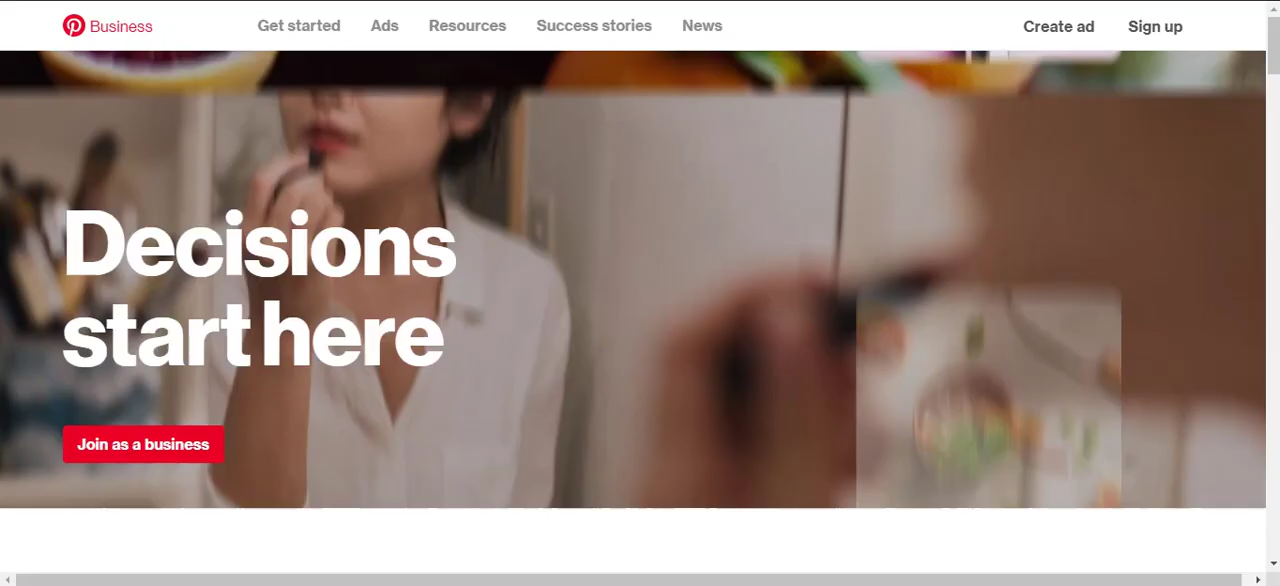 Business
Get started
Ads
Resources
Success stories
News
Create ad
Sign up
Decisions
start here
Join as a business